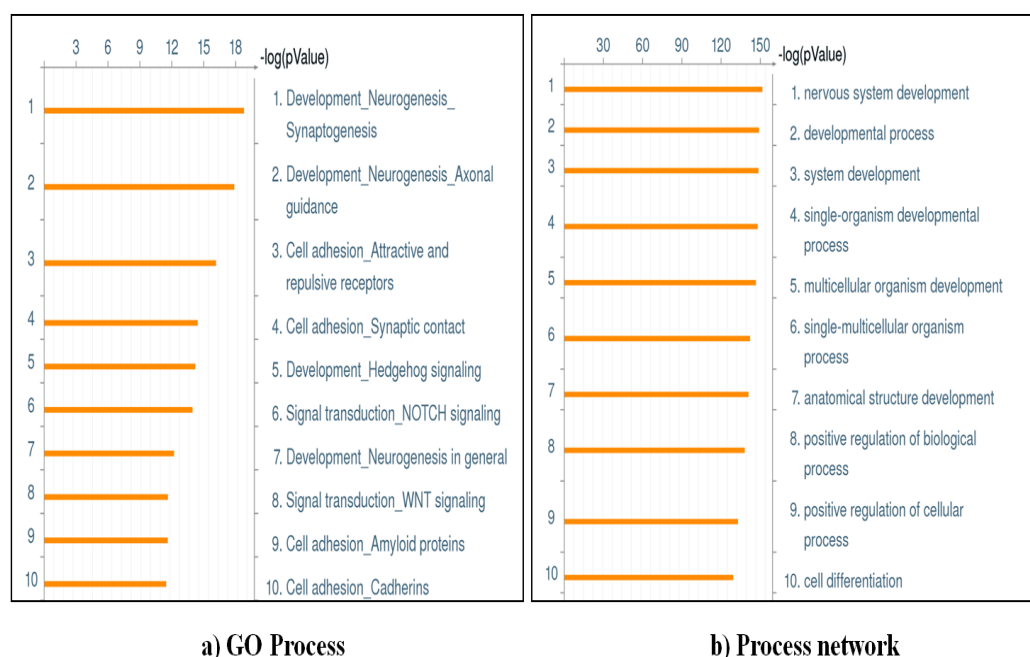 3 6 9 12 15 18
-log(pValue)
1
1. Development_Neurogenesis_
Synaptogenesis
2
2. Development_Neurogenesis_Axonal
guidance
3
3. Cell adhesion_Attractive and
repulsive receptors
4
4. Cell adhesion_Synaptic contact
5
5. Development_Hedgehog signaling
6
6. Signal transduction_NOTCH signaling
7
7. Development_Neurogenesis in general
8
8. Signal transduction_WNT signaling
9
9. Cell adhesion_Amyloid proteins
10
10. Cell adhesion_Cadherins
a) GO Process
30 60 90 120 150
-log(pValue)
1
1. nervous system development
2
2. developmental process
3
3. system development
4
4. single-organism developmental
process
5
5. multicellular organism development
6
6. single-multicellular organism
process
7
7. anatomical structure development
8
8. positive regulation of biological
process
9
9. positive regulation of cellular
process
10
10. cell differentiation
b) Process network